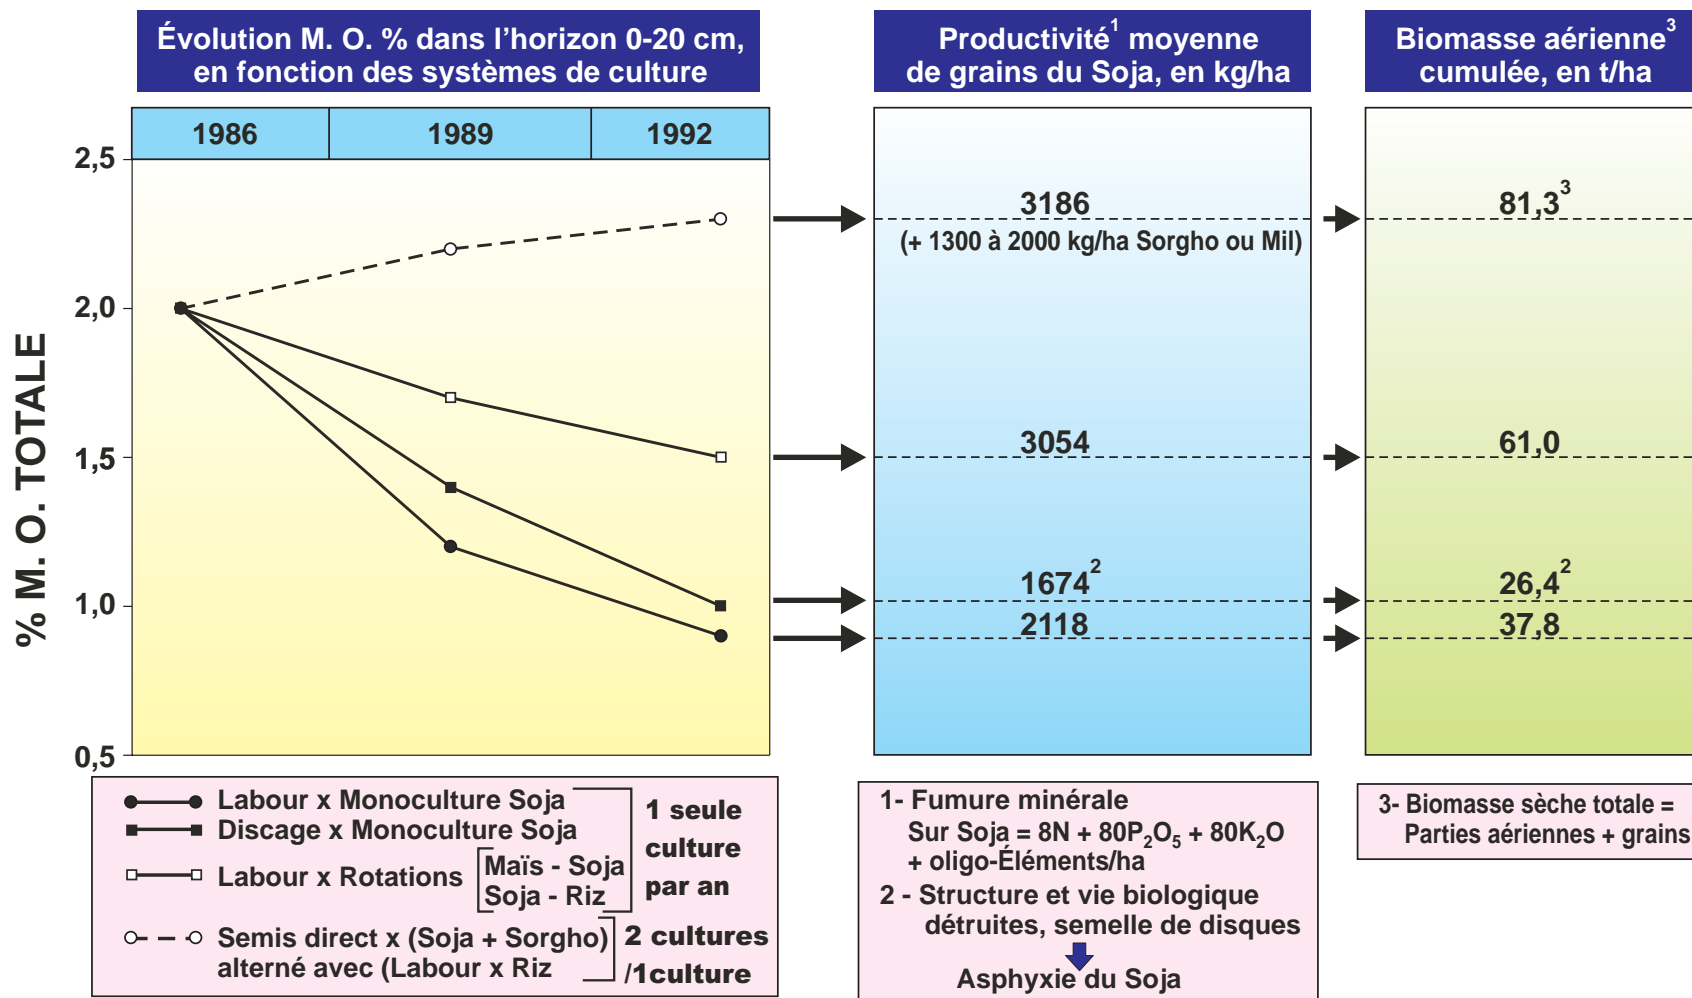 Évolution M. O. % dans l'horizon 0-20 cm,
en fonction des systèmes de culture
Productivité¹ moyenne
de grains du Soja, en kg/ha
Biomasse aérienne³
cumulée, en t/ha
1986
1989
1992
% M. O. TOTALE
2,5
2,0
1,5
1,0
0,5
3186
(+ 1300 à 2000 kg/ha Sorgho ou Mil)
3054
1674²
2118
81,3³
61,0
26,4²
37,8
Labour x Monoculture Soja
Discage x Monoculture Soja
Labour x Rotations
Maïs - Soja
Soja - Riz
1 seule
culture
par an
Semis direct x (Soja + Sorgho)
alterné avec (Labour x Riz
2 cultures
/1culture
1- Fumure minérale
Sur Soja = 8N + 80P₂O₅ + 80K₂O
+ oligo-Éléments/ha
2 - Structure et vie biologique
détruites, semelle de disques
Asphyxie du Soja
3- Biomasse sèche totale =
Parties aériennes + grains